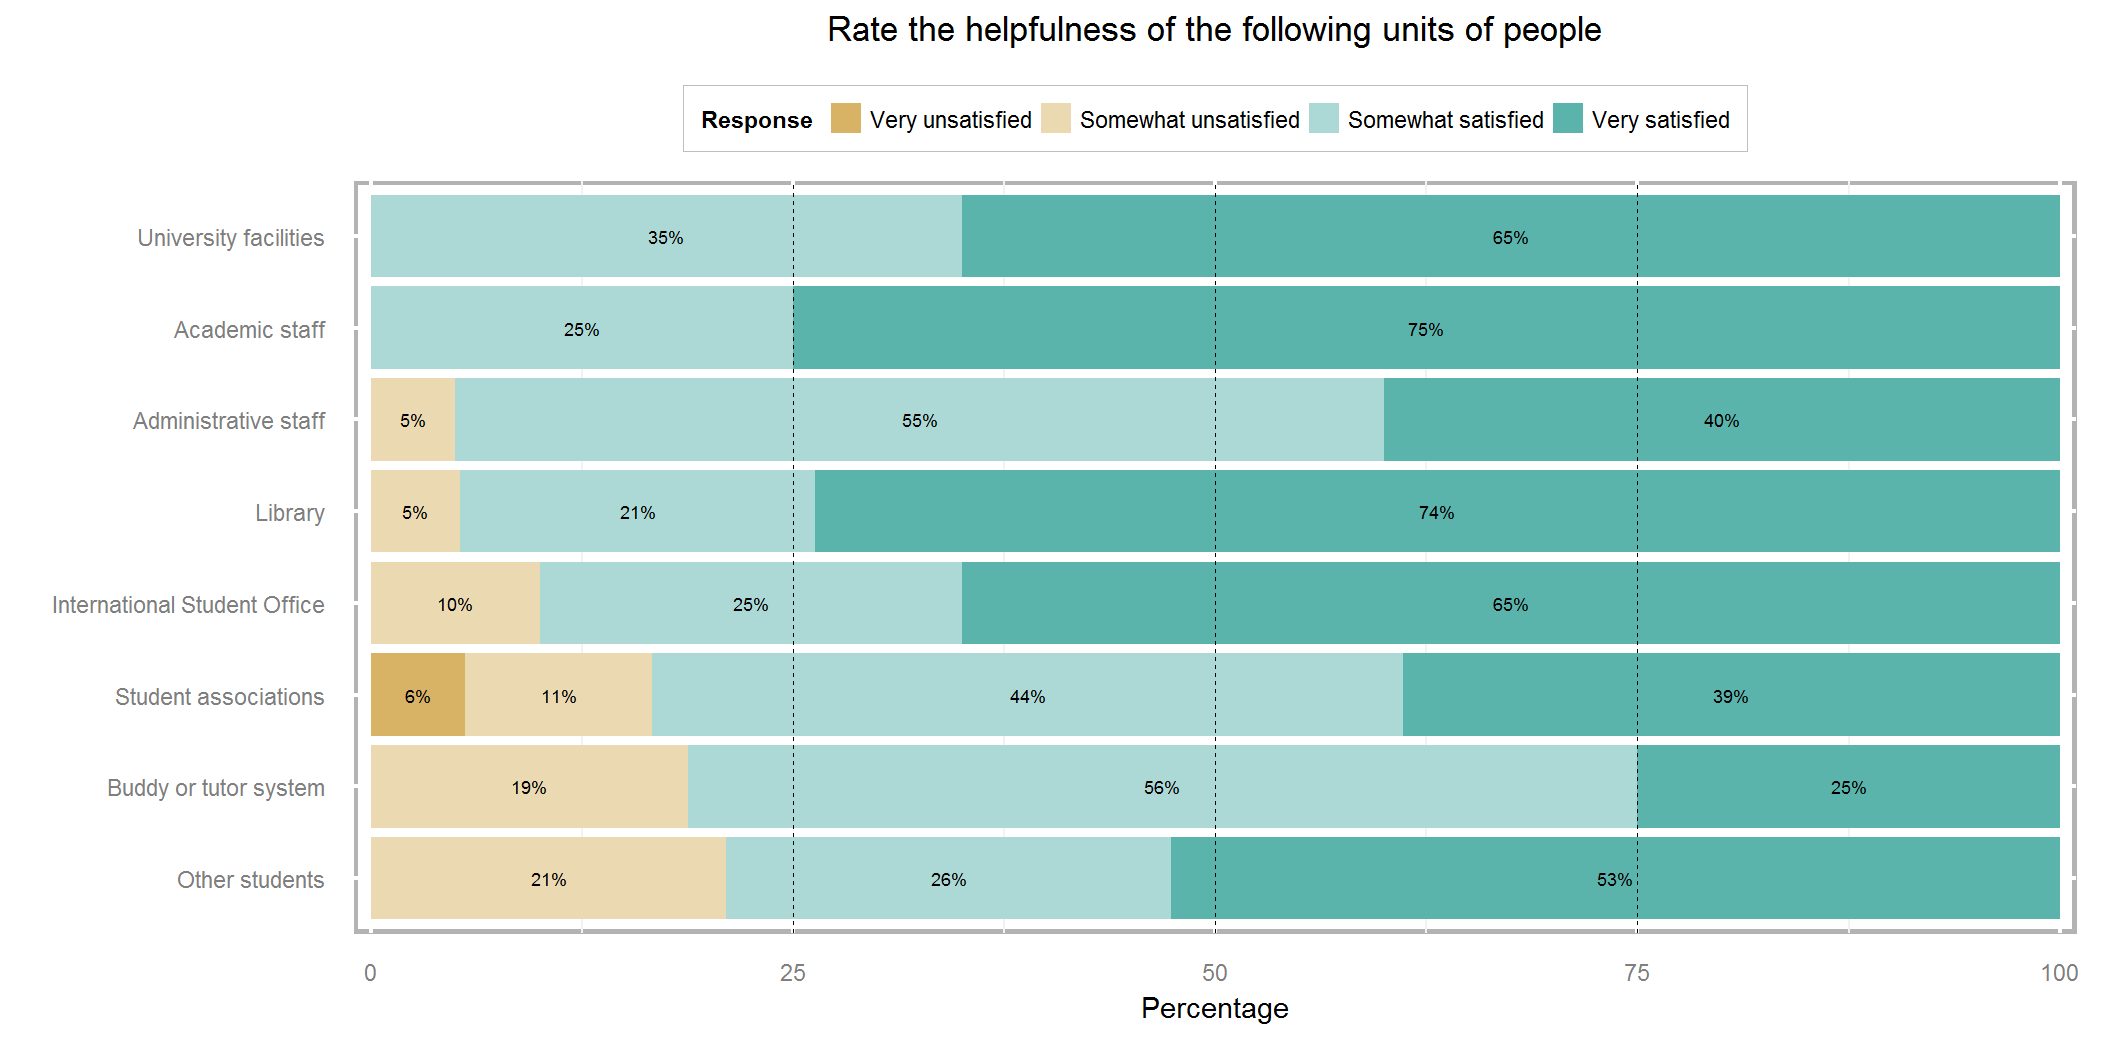 Rate the helpfulness of the following units of people
Response Very unsatisfied Somewhat unsatisfied Somewhat satisfied Very satisfied
University facilities 35% 65%
Academic staff 25% 75%
Administrative staff 5% 55% 40%
Library 5% 21% 74%
International Student Office 10% 25% 65%
Student associations 6% 11% 44% 39%
Buddy or tutor system 19% 56% 25%
Other students 21% 26% 53%
0 25 50 75 100
Percentage